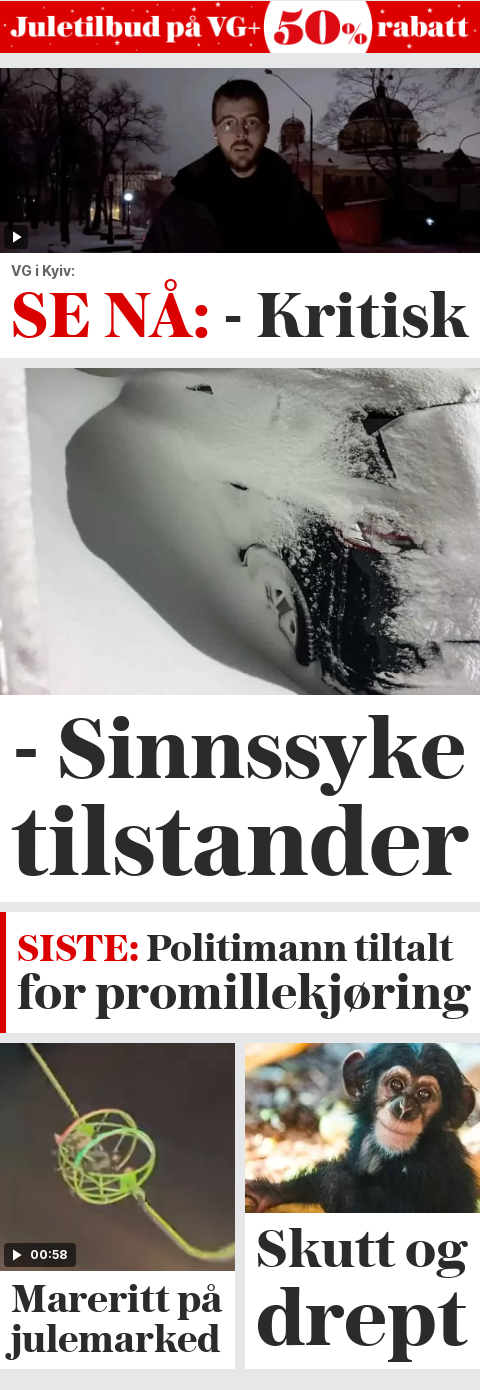 Juletilbud på VG+ 50% rabatt
VG i Kyiv:
SE NÅ: - Kritisk
- Sinnssyke
tilstander
SISTE: Politimann tiltalt
for promillekjøring
00:58
Mareritt på
julemarked
Skutt og
drept